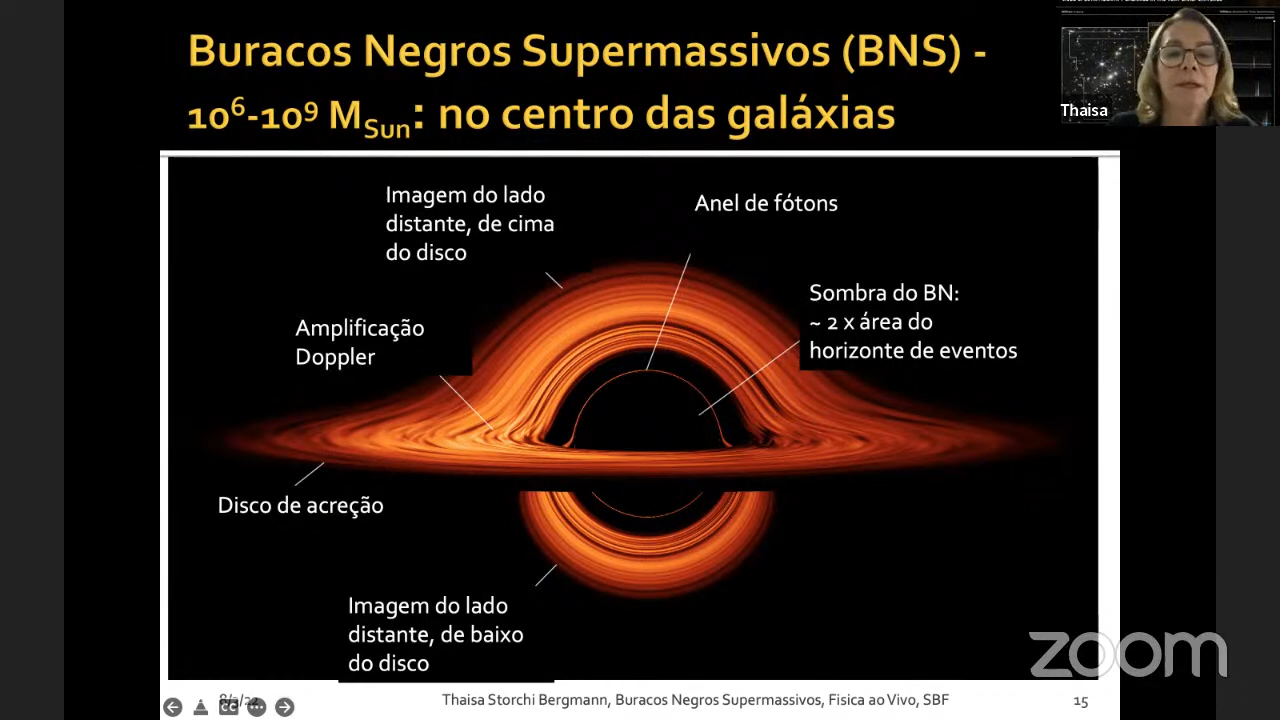 Buracos Negros Supermassivos (BNS) -
10⁶-10⁹ M_Sun: no centro das galáxias
Thaisa
Imagem do lado
distante, de cima
do disco
Anel de fótons
Sombra do BN:
~ 2 x área do
horizonte de eventos
Amplificação
Doppler
Disco de acreção
Imagem do lado
distante, de baixo
do disco
zoom
CC
Thaisa Storchi Bergmann, Buracos Negros Supermassivos, Fisica ao Vivo, SBF
15